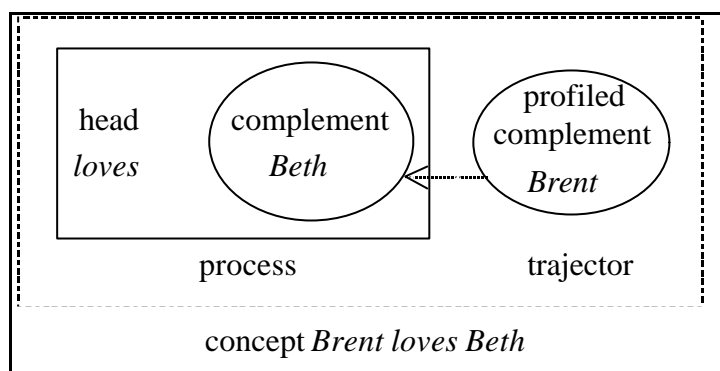 head
loves
complement
Beth
profiled
complement
Brent
process
trajector
concept Brent loves Beth